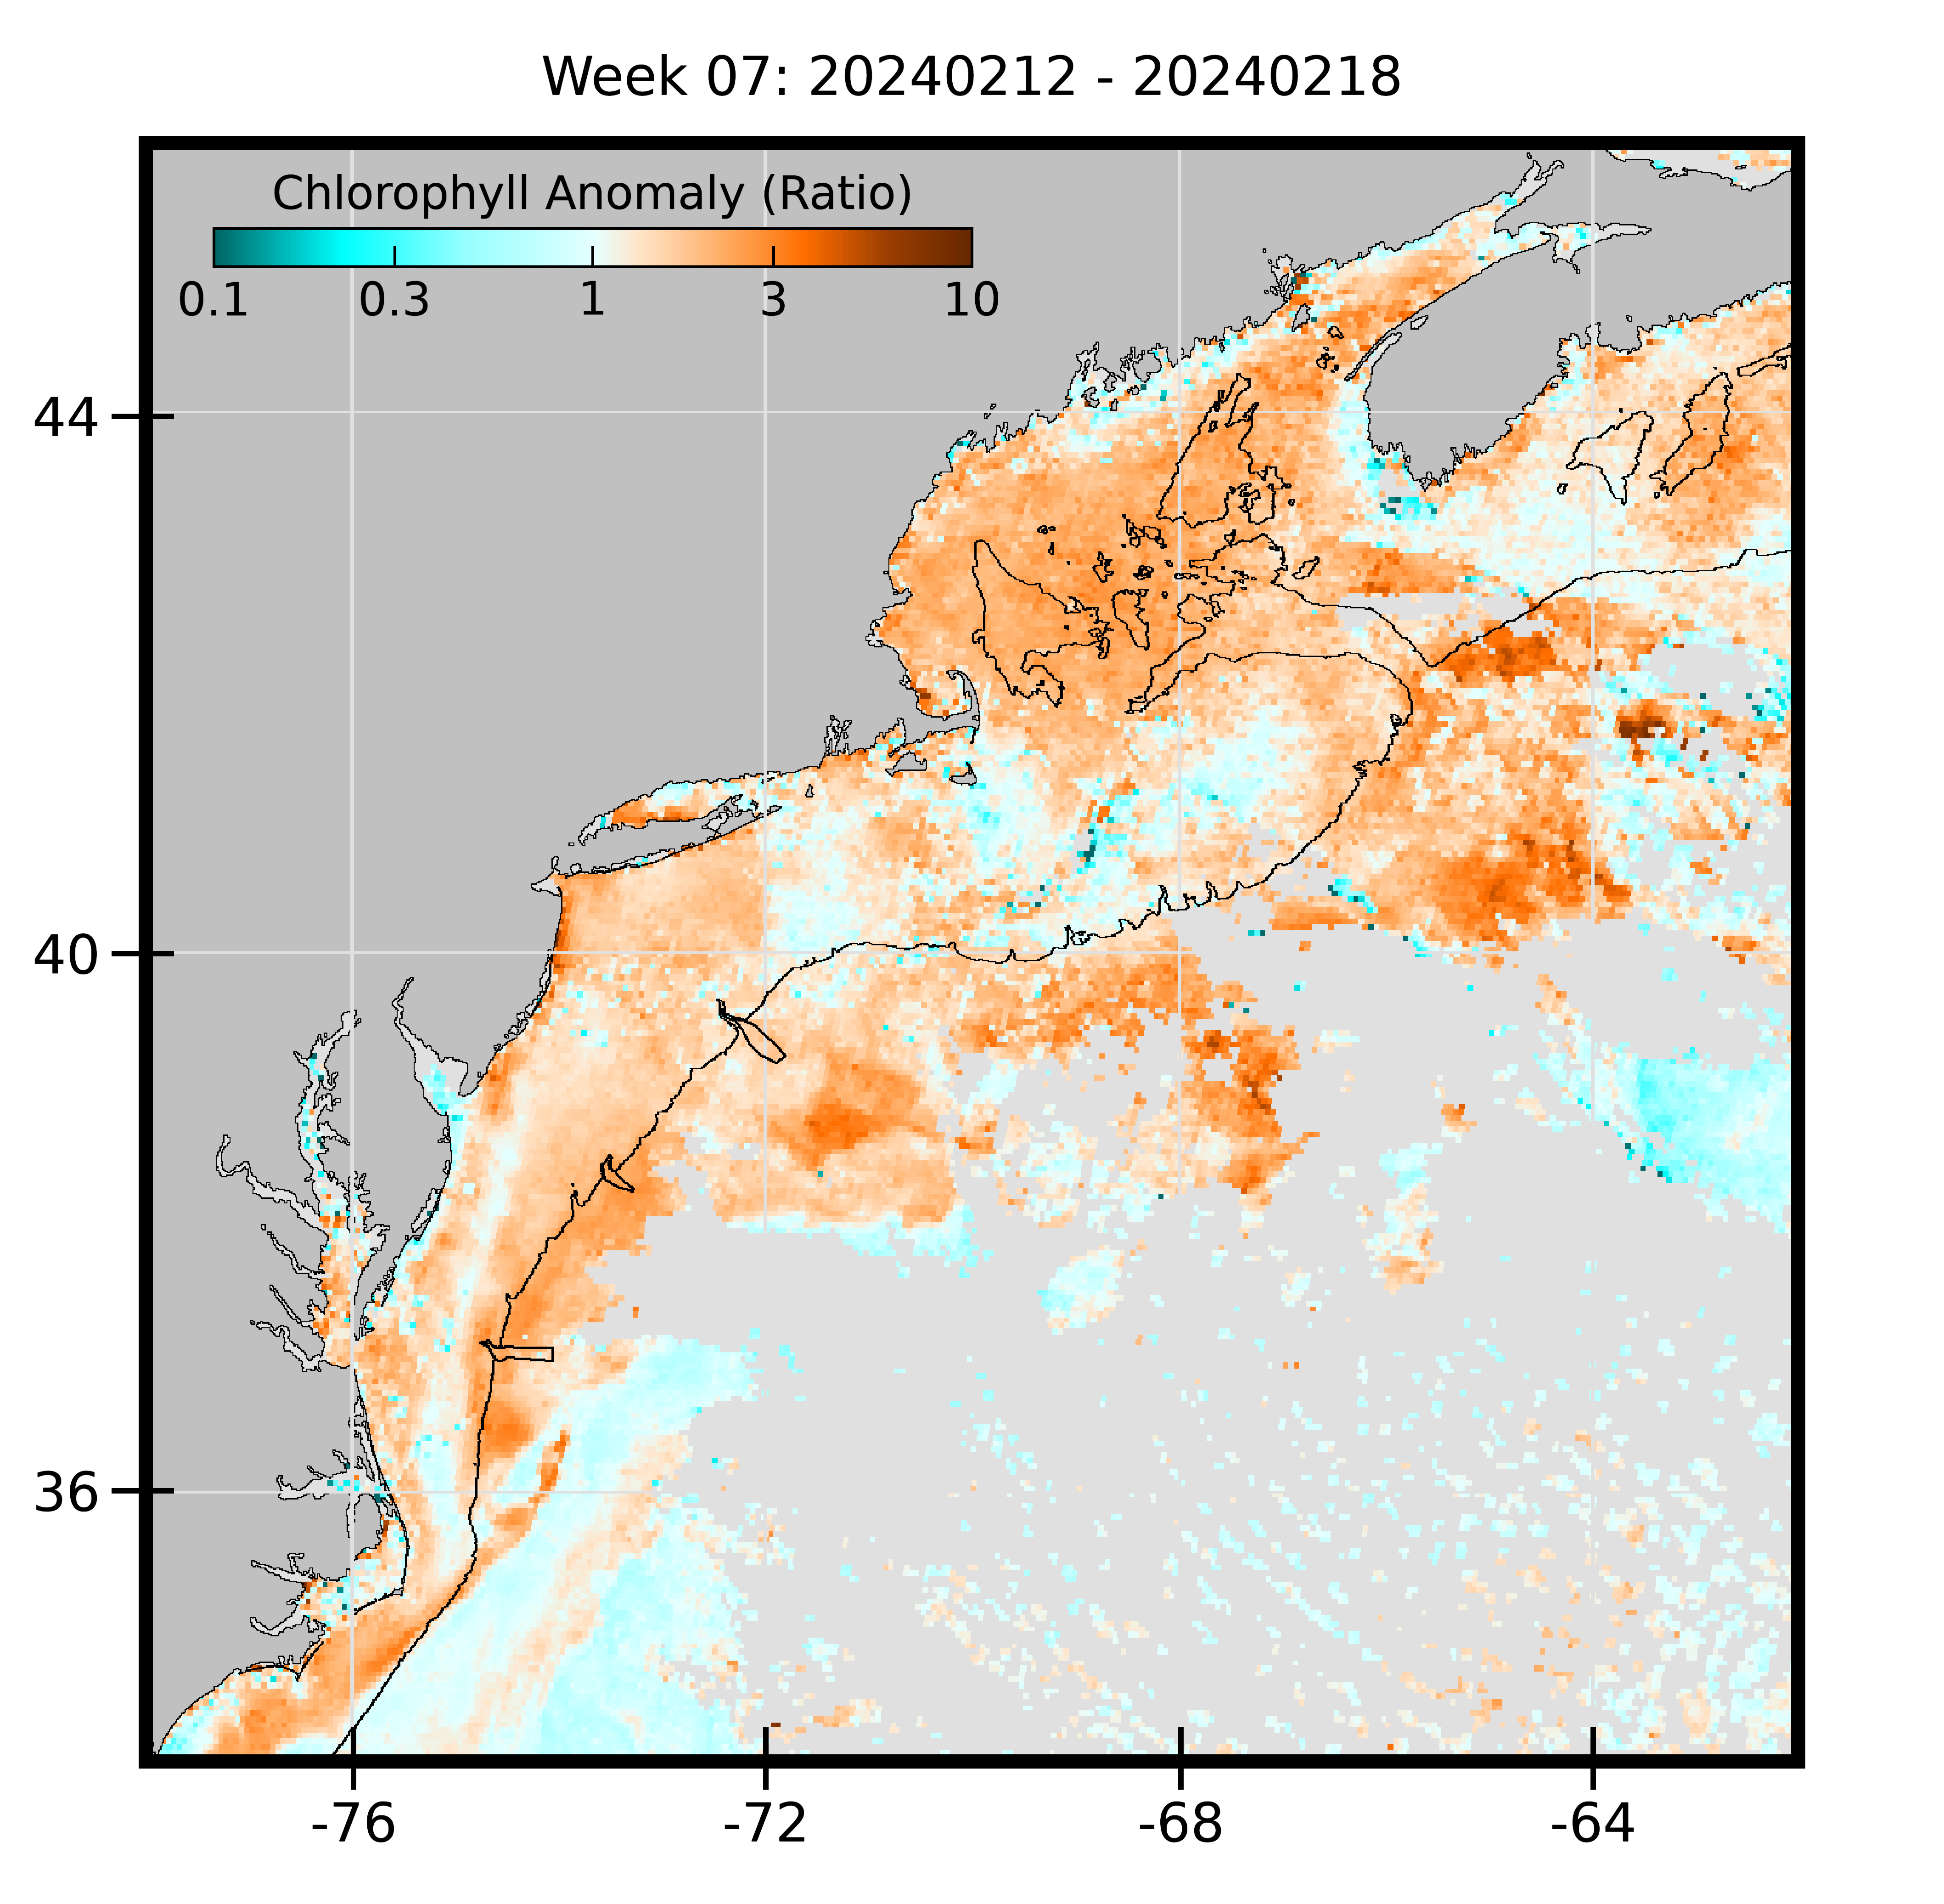 Week 07: 20240212 - 20240218
Chlorophyll Anomaly (Ratio)
0.1 0.3 1 3 10
44
40
36
-76 -72 -68 -64